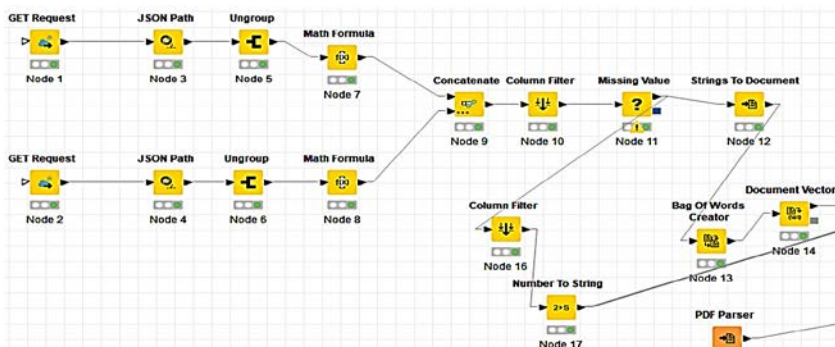 GET Request
JSON Path
Ungroup
Math Formula
Node 1
Node 3
Node 5
Node 7
Concatenate
Column Filter
Missing Value
Strings To Document
Node 9
Node 10
Node 11
Node 12
GET Request
JSON Path
Ungroup
Math Formula
Node 2
Node 4
Node 6
Node 8
Column Filter
Node 16
Bag Of Words
Creator
Node 13
Document Vector
Node 14
Number To String
Node 17
PDF Parser